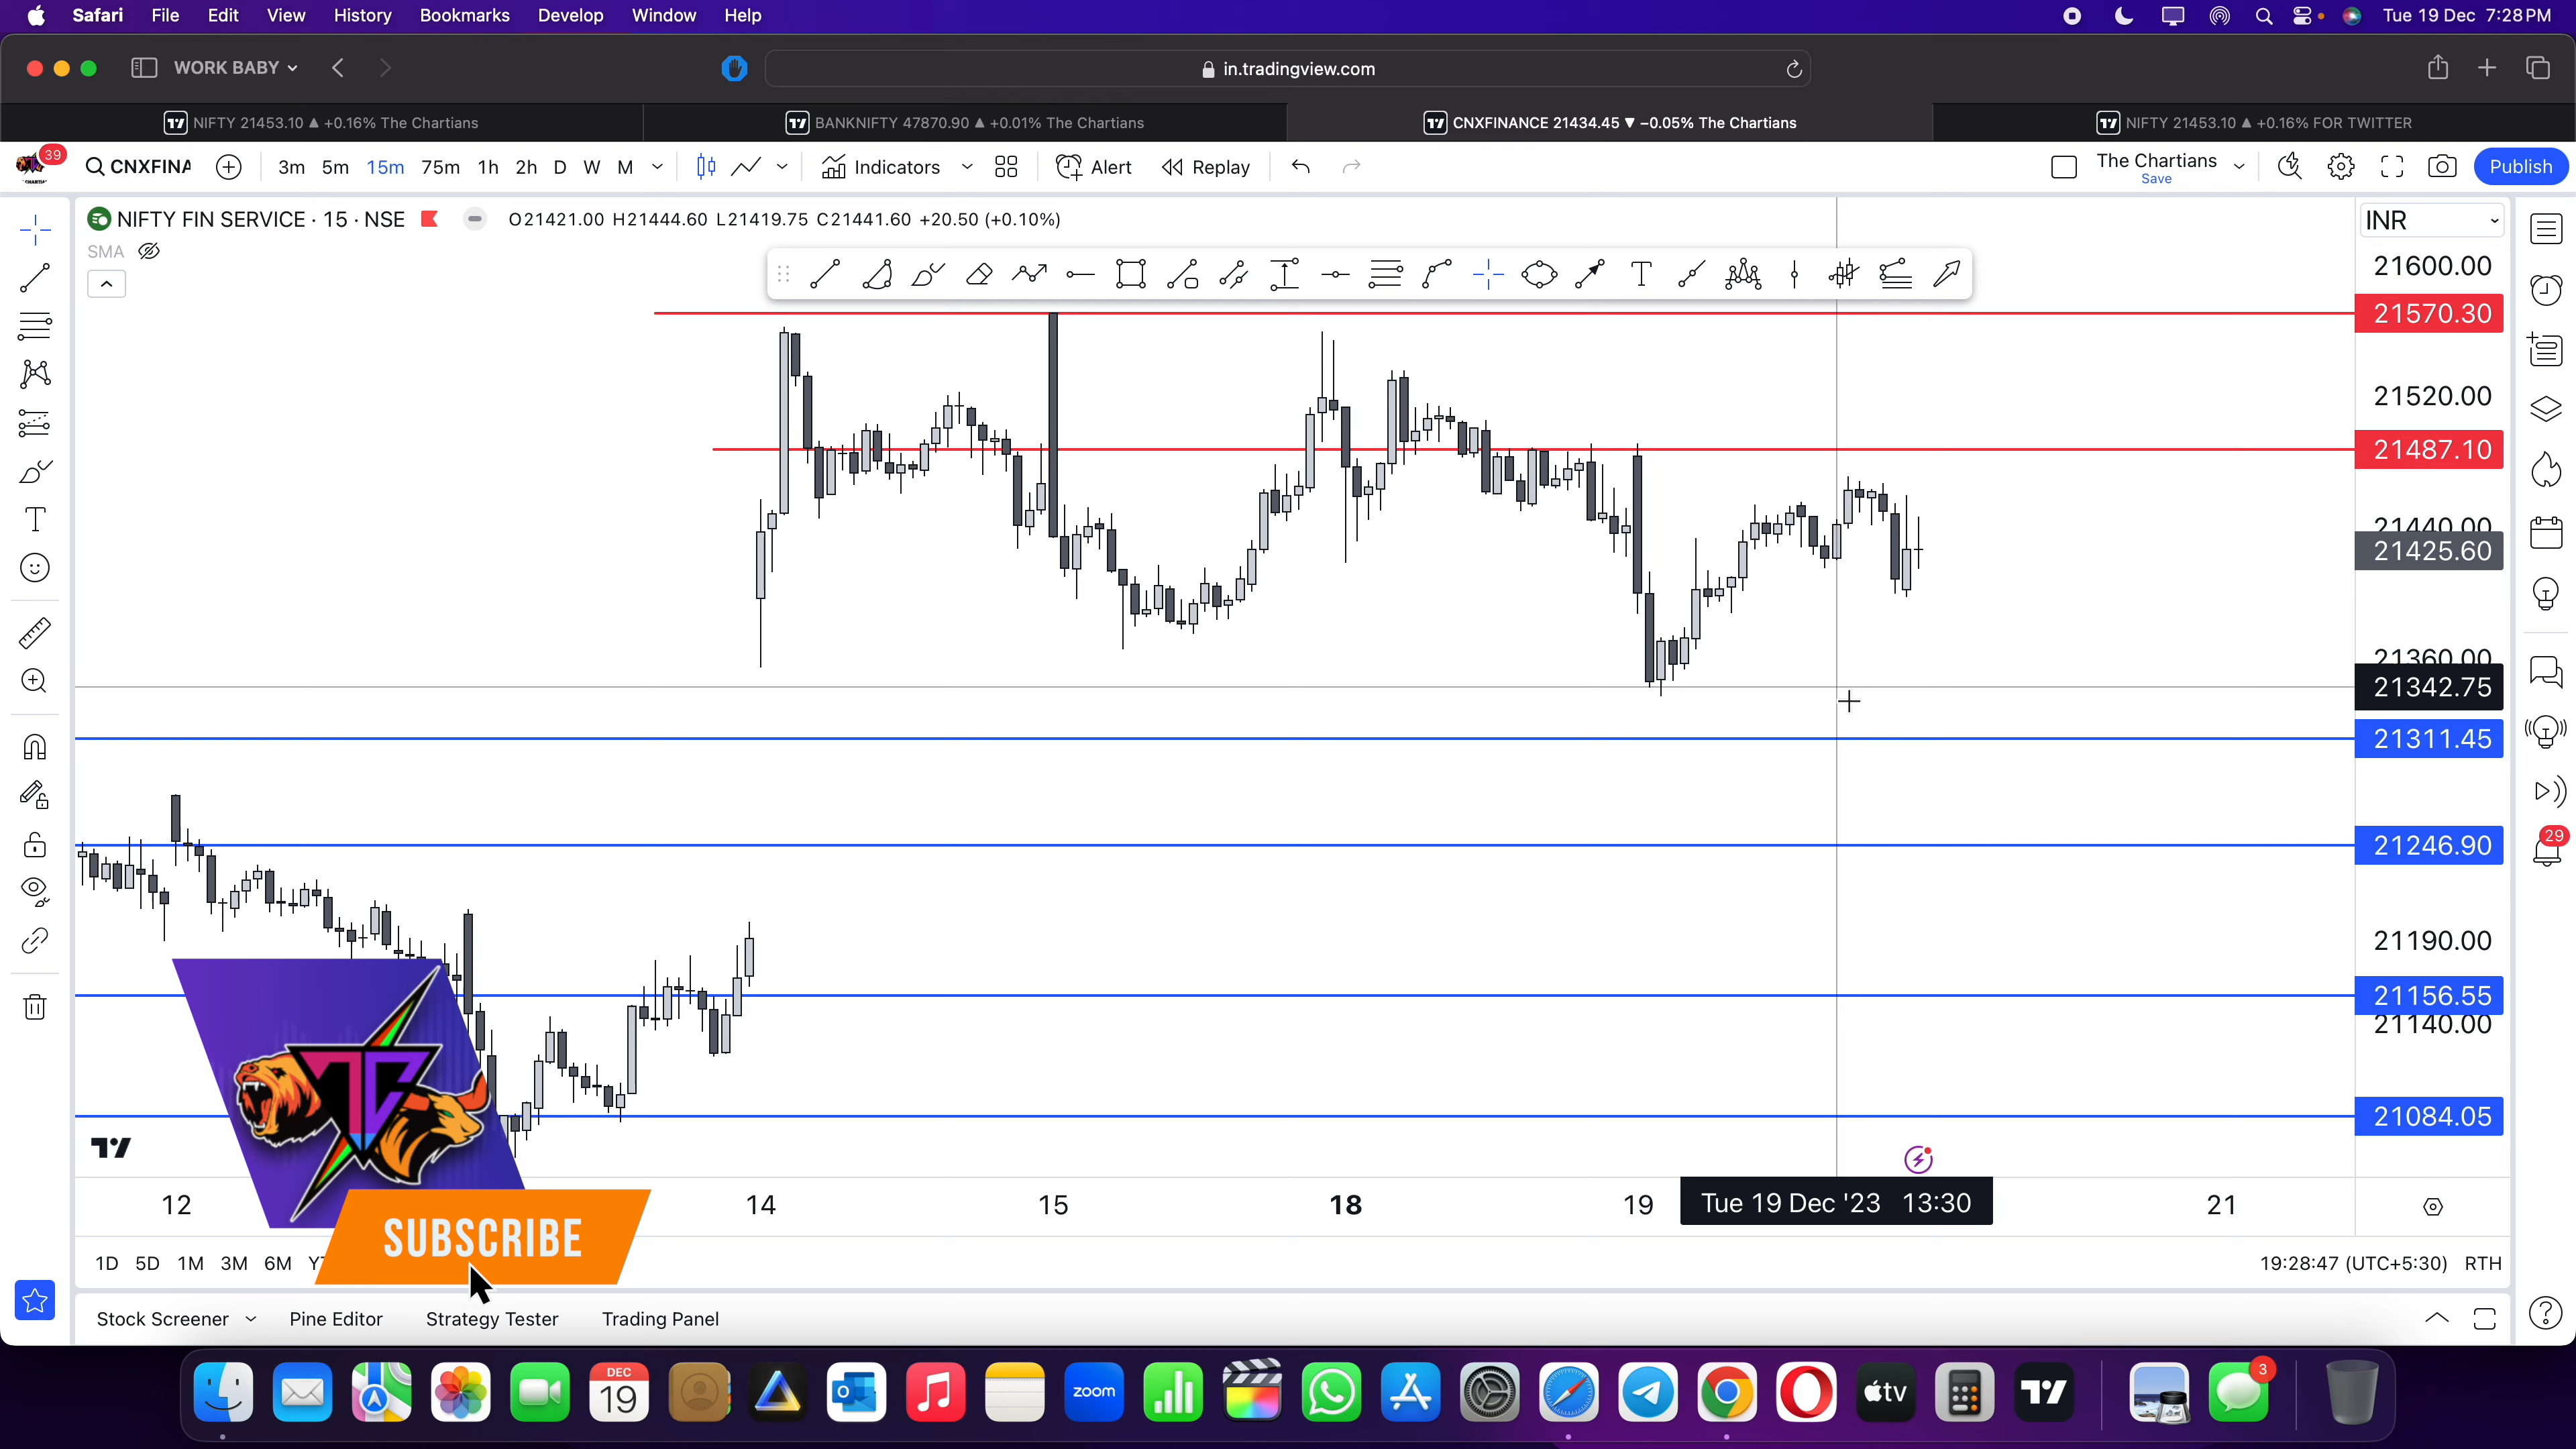 Safari File Edit View History Bookmarks Develop Window Help Tue 19 Dec 7:28 PM
WORK BABY in.tradingview.com
NIFTY 21453.10 ▲ +0.16% The Chartians BANKNIFTY 47870.90 ▲ +0.01% The Chartians CNXFINANCE 21434.45 ▼ −0.05% The Chartians NIFTY 21453.10 ▲ +0.16% FOR TWITTER
39 CNXFINA 3m 5m 15m 75m 1h 2h D W M Indicators Alert Replay The Chartians Save Publish
NIFTY FIN SERVICE · 15 · NSE O21421.00 H21444.60 L21419.75 C21441.60 +20.50 (+0.10%) INR
SMA
21600.00
21570.30
21520.00
21487.10
21440.00
21425.60
21360.00
21342.75
21311.45
21246.90
29
21190.00
21156.55
21140.00
21084.05
TC
12 14 15 18 19 Tue 19 Dec '23 13:30 21
SUBSCRIBE
1D 5D 1M 3M 6M 19:28:47 (UTC+5:30) RTH
Stock Screener Pine Editor Strategy Tester Trading Panel
DEC
19
zoom
tv
3